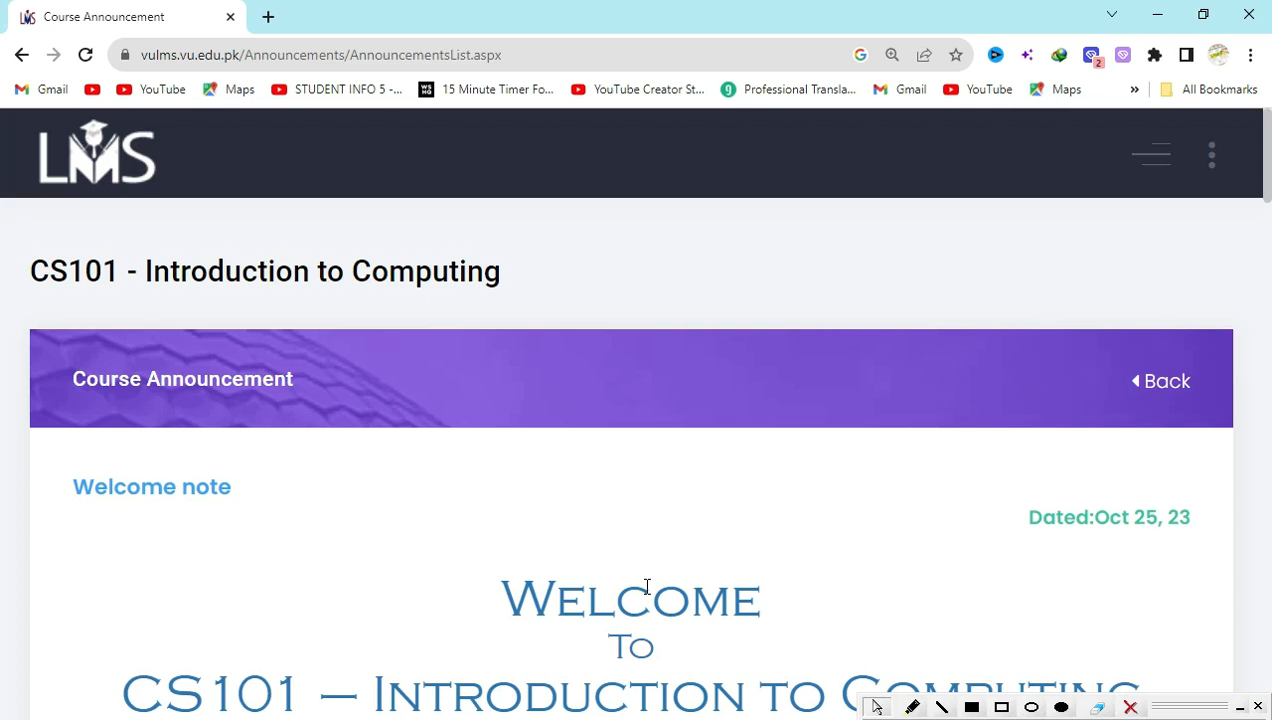 Course Announcement
vulms.vu.edu.pk/Announcements/AnnouncementsList.aspx
2
Gmail
YouTube
Maps
STUDENT INFO 5 -...
15 Minute Timer Fo...
YouTube Creator St...
Professional Transla...
Gmail
YouTube
Maps
»
All Bookmarks
LMS
CS101 - Introduction to Computing
Course Announcement
Back
Welcome note
Dated:Oct 25, 23
Welcome
To
CS101 – Introduction to Computing